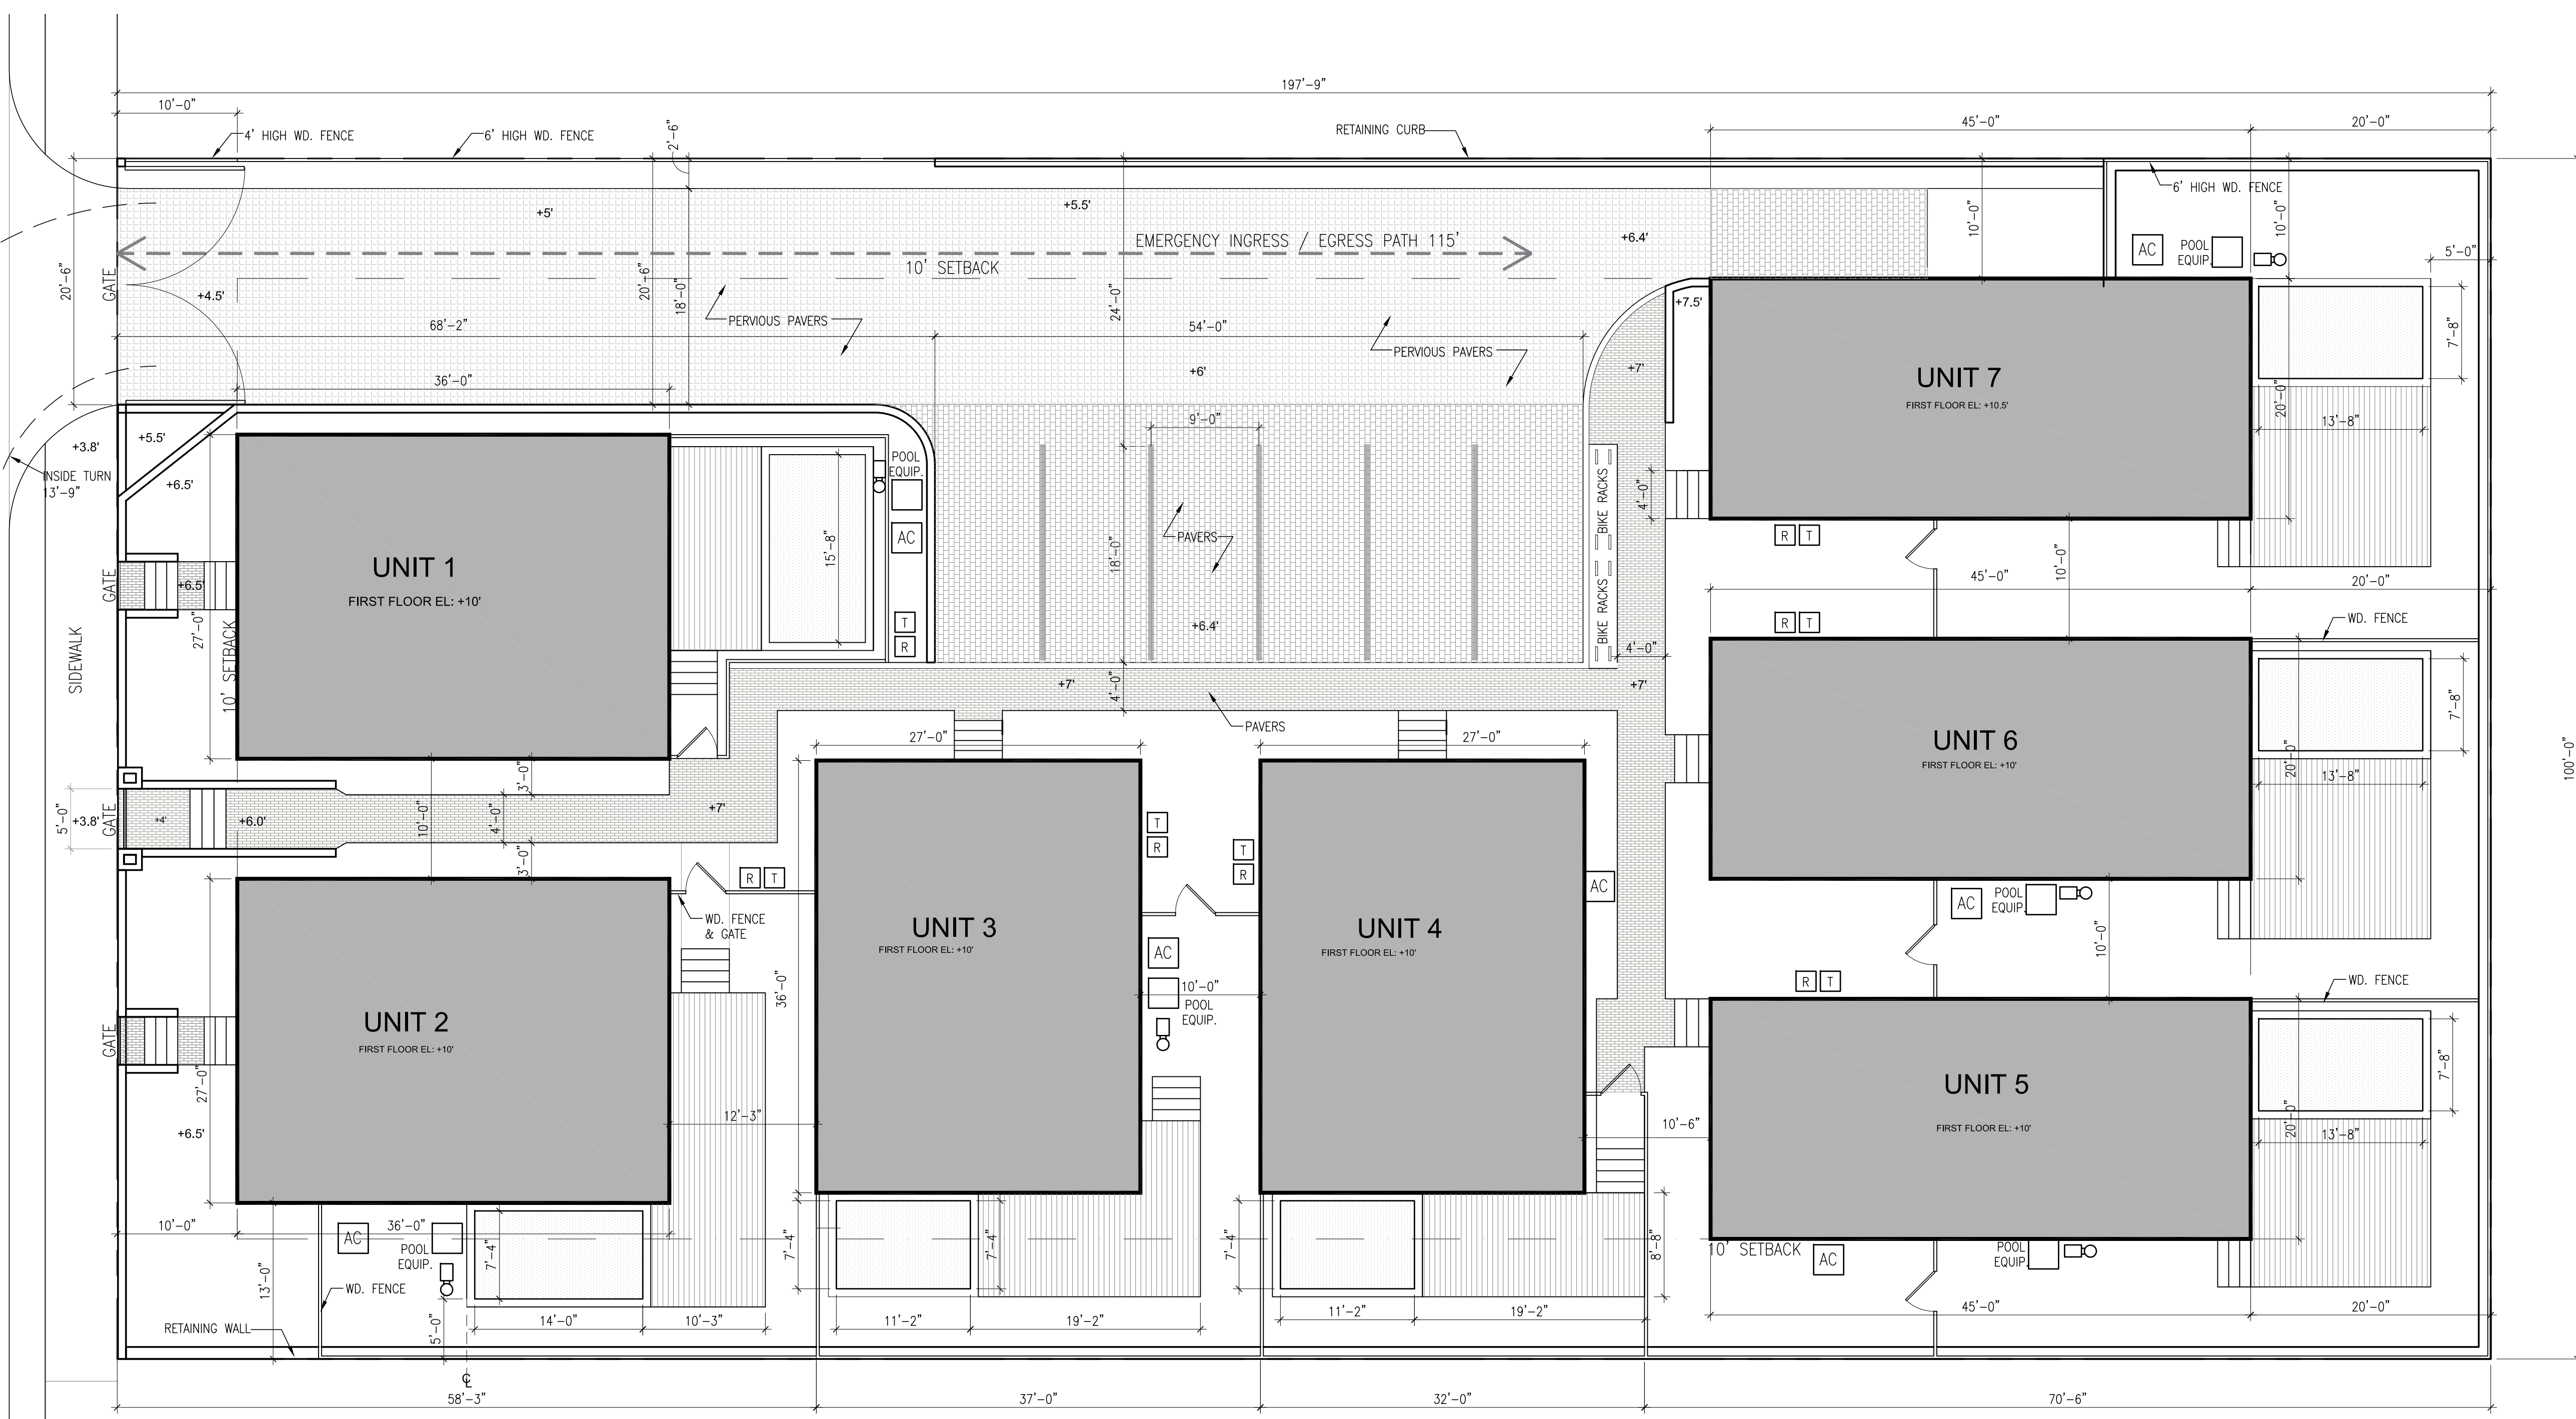 197'-9"
10'-0"
45'-0"
20'-0"
4' HIGH WD. FENCE
6' HIGH WD. FENCE
2'-6"
RETAINING CURB
6' HIGH WD. FENCE
+5'
+5.5'
+6.4'
10'-0"
10'-0"
EMERGENCY INGRESS / EGRESS PATH 115'
10' SETBACK
AC
POOL
EQUIP.
5'-0"
20'-6"
GATE
+4.5'
20'-6"
18'-0"
24'-0"
+7.5'
PERVIOUS PAVERS
68'-2"
54'-0"
PERVIOUS PAVERS
7'-8"
36'-0"
+6'
+7'
UNIT 7
FIRST FLOOR EL: +10.5'
20'-0"
13'-8"
9'-0"
+3.8'
+5.5'
INSIDE TURN
13'-9"
+6.5'
POOL
EQUIP.
AC
15'-8"
BIKE RACKS
4'-0"
PAVERS
18'-0"
R
T
10'-0"
UNIT 1
FIRST FLOOR EL: +10'
GATE
+6.5'
27'-0"
10' SETBACK
SIDEWALK
T
R
+6.4'
BIKE RACKS
45'-0"
20'-0"
R
T
WD. FENCE
4'-0"
+7'
4'-0"
+7'
PAVERS
7'-8"
27'-0"
27'-0"
UNIT 6
FIRST FLOOR EL: +10'
20'-0"
13'-8"
100'-0"
3'-0"
5'-0"
+3.8'
GATE
+4'
+6.0'
10'-0"
4'-0"
+7'
3'-0"
T
R
T
R
R
T
AC
WD. FENCE
& GATE
AC
POOL
EQUIP.
10'-0"
UNIT 3
FIRST FLOOR EL: +10'
UNIT 4
FIRST FLOOR EL: +10'
AC
10'-0"
POOL
EQUIP.
36'-0"
R
T
WD. FENCE
UNIT 2
FIRST FLOOR EL: +10'
GATE
27'-0"
+6.5'
12'-3"
10'-6"
UNIT 5
FIRST FLOOR EL: +10'
20'-0"
7'-8"
13'-8"
10'-0"
36'-0"
AC
POOL
EQUIP.
7'-4"
7'-4"
7'-4"
7'-4"
8'-8"
10' SETBACK
AC
POOL
EQUIP.
13'-0"
WD. FENCE
5'-0"
RETAINING WALL
14'-0"
10'-3"
11'-2"
19'-2"
11'-2"
19'-2"
45'-0"
20'-0"
℄
58'-3"
37'-0"
32'-0"
70'-6"